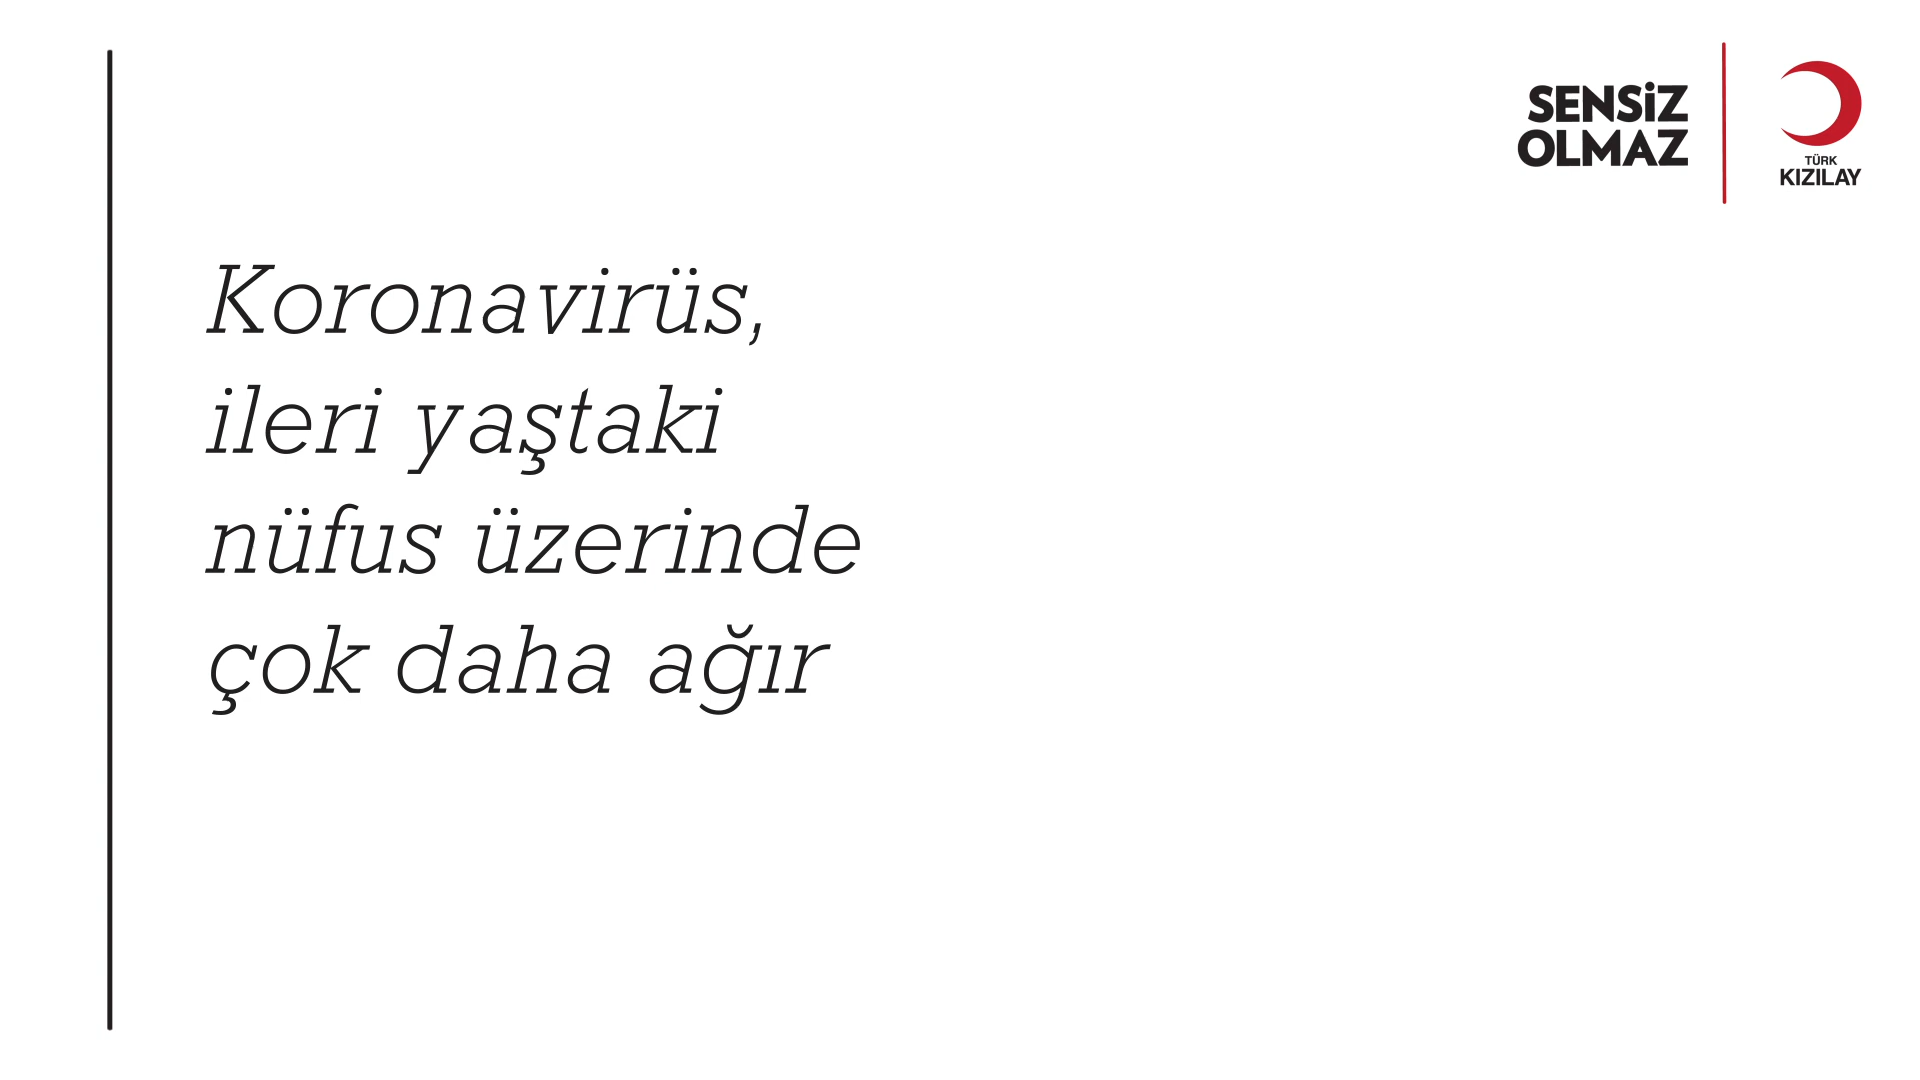 SENSİZ
OLMAZ
TÜRK
KIZILAY
Koronavirüs,
ileri yaştaki
nüfus üzerinde
çok daha ağır